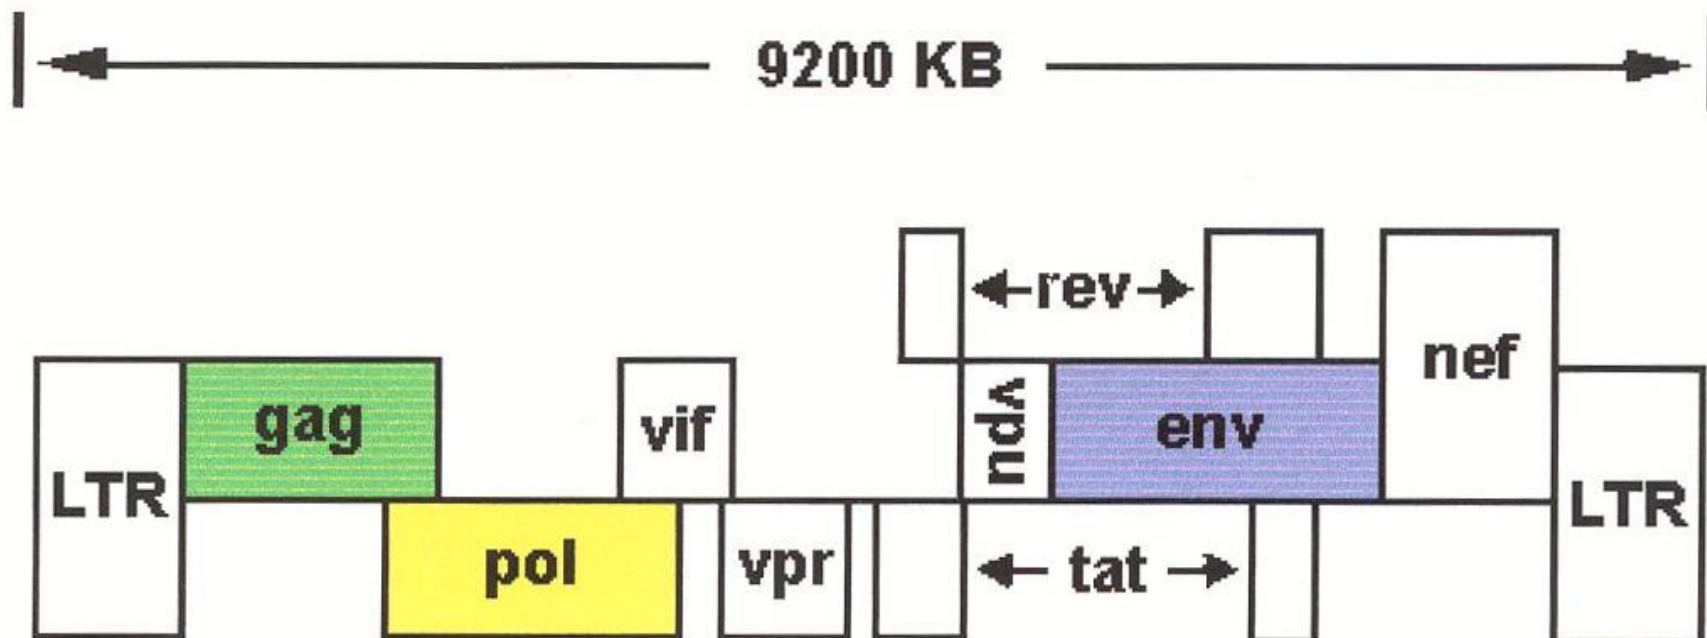 9200 KB
rev
nef
gag
vif
vpu
env
LTR
LTR
pol
vpr
tat